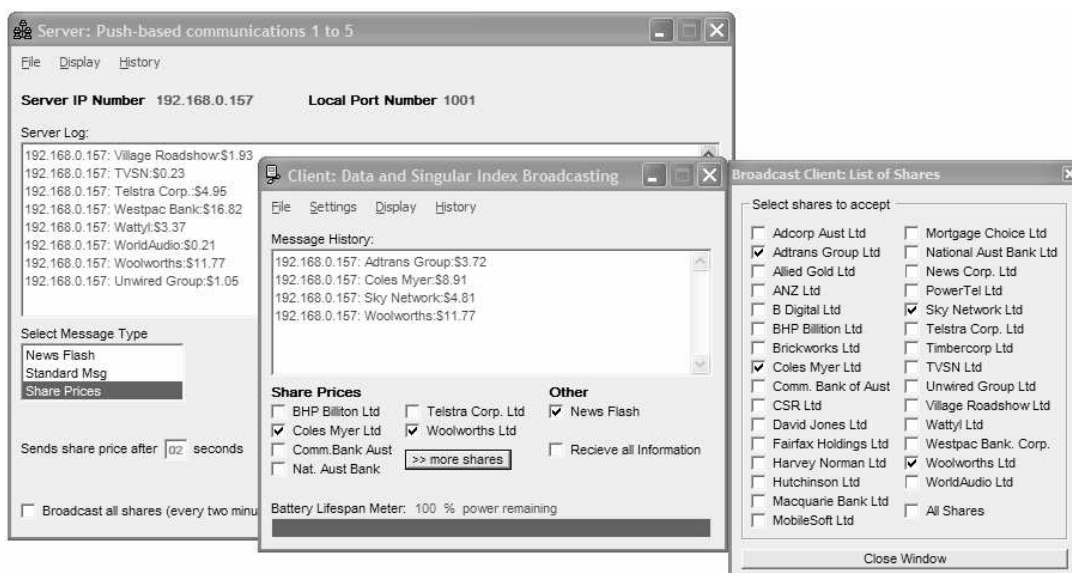 Server: Push-based communications 1 to 5
File Display History
Server IP Number 192.168.0.157 Local Port Number 1001
Server Log:
192.168.0.157: Village Roadshow:$1.93
192.168.0.157: TVSN:$0.23
192.168.0.157: Telstra Corp.:$4.95
192.168.0.157: Westpac Bank:$16.82
192.168.0.157: Wattyl:$3.37
192.168.0.157: WorldAudio:$0.21
192.168.0.157: Woolworths:$11.77
192.168.0.157: Unwired Group:$1.05
Select Message Type
News Flash
Standard Msg
Share Prices
Sends share price after 02 seconds
Broadcast all shares (every two minu
Client: Data and Singular Index Broadcasting
File Settings Display History
Message History:
192.168.0.157: Adtrans Group:$3.72
192.168.0.157: Coles Myer:$8.91
192.168.0.157: Sky Network:$4.81
192.168.0.157: Woolworths:$11.77
Share Prices Other
BHP Billiton Ltd Telstra Corp. Ltd News Flash
Coles Myer Ltd Woolworths Ltd
Comm.Bank Aust >> more shares Recieve all Information
Nat. Aust Bank
Battery Lifespan Meter: 100 % power remaining
Broadcast Client: List of Shares
Select shares to accept
Adcorp Aust Ltd Mortgage Choice Ltd
Adtrans Group Ltd National Aust Bank Ltd
Allied Gold Ltd News Corp. Ltd
ANZ Ltd PowerTel Ltd
B Digital Ltd Sky Network Ltd
BHP Billition Ltd Telstra Corp. Ltd
Brickworks Ltd Timbercorp Ltd
Coles Myer Ltd TVSN Ltd
Comm. Bank of Aust Unwired Group Ltd
CSR Ltd Village Roadshow Ltd
David Jones Ltd Wattyl Ltd
Fairfax Holdings Ltd Westpac Bank. Corp.
Harvey Norman Ltd Woolworths Ltd
Hutchinson Ltd WorldAudio Ltd
Macquarie Bank Ltd All Shares
MobileSoft Ltd
Close Window